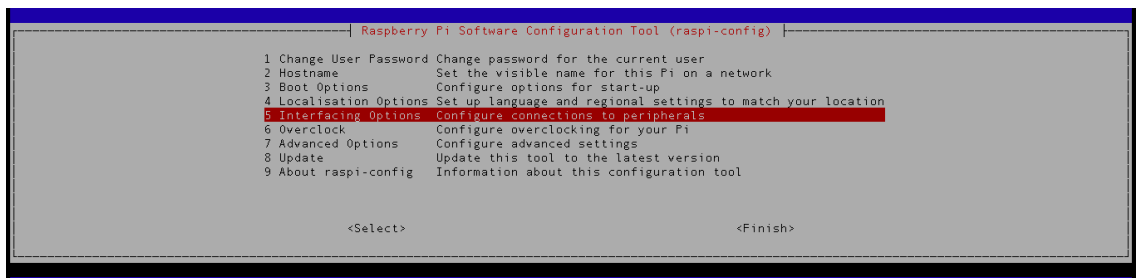 Raspberry Pi Software Configuration Tool (raspi-config)
1 Change User Password Change password for the current user
2 Hostname Set the visible name for this Pi on a network
3 Boot Options Configure options for start-up
4 Localisation Options Set up language and regional settings to match your location
5 Interfacing Options Configure connections to peripherals
6 Overclock Configure overclocking for your Pi
7 Advanced Options Configure advanced settings
8 Update Update this tool to the latest version
9 About raspi-config Information about this configuration tool
<Select> <Finish>